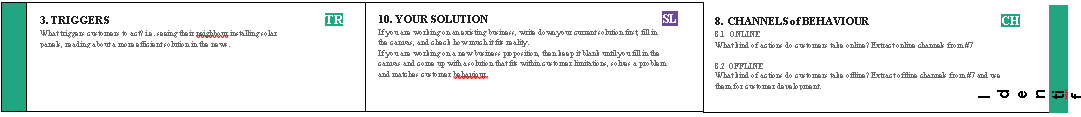 3. TRIGGERS
TR
What triggers customers to act? i.e. seeing their neighbour installing solar
panels, reading about a more efficient solution in the news.
10. YOUR SOLUTION
SL
If you are working on an existing business, write down your current solution first, fill in
the canvas, and check how much it fits reality.
If you are working on a new business proposition, then keep it blank until you fill in the
canvas and come up with a solution that fits within customer limitations, solves a problem
and matches customer behaviour.
8. CHANNELS of BEHAVIOUR
CH
8.1 ONLINE
What kind of actions do customers take online? Extract online channels from #7
8.2 OFFLINE
What kind of actions do customers take offline? Extract offline channels from #7 and use
them for customer development.
Identif